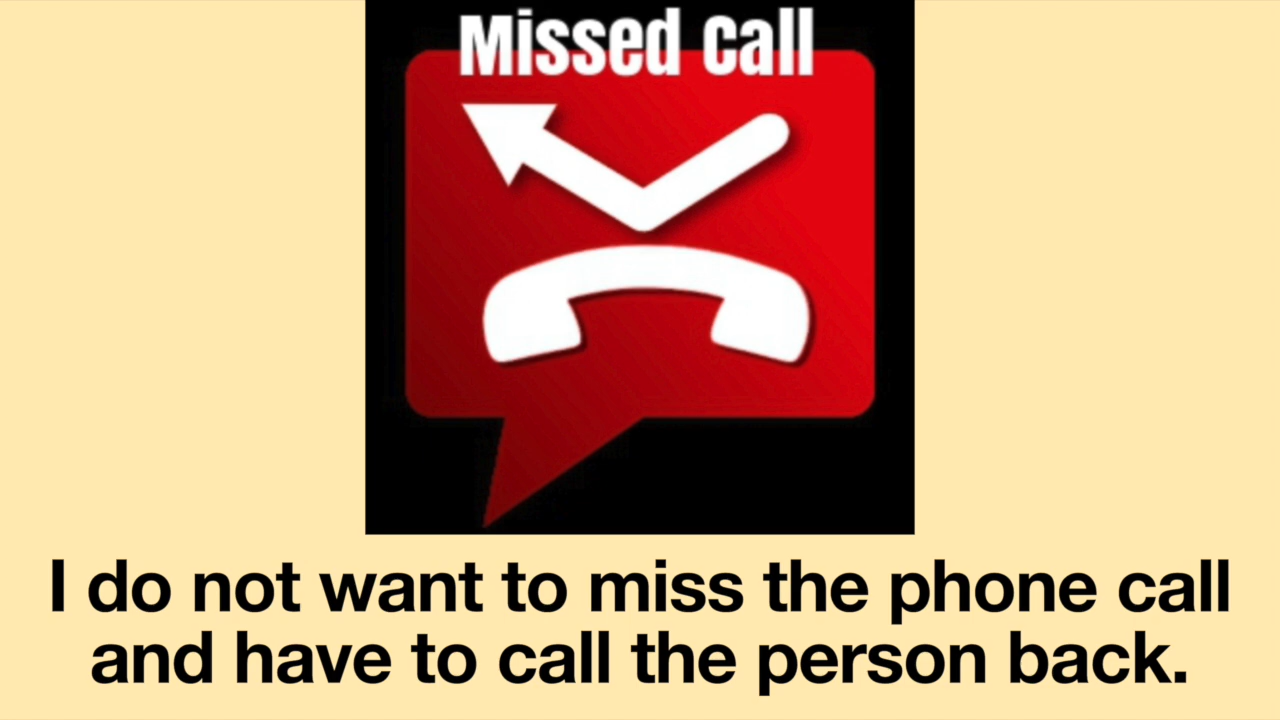 Missed Call
I do not want to miss the phone call
and have to call the person back.